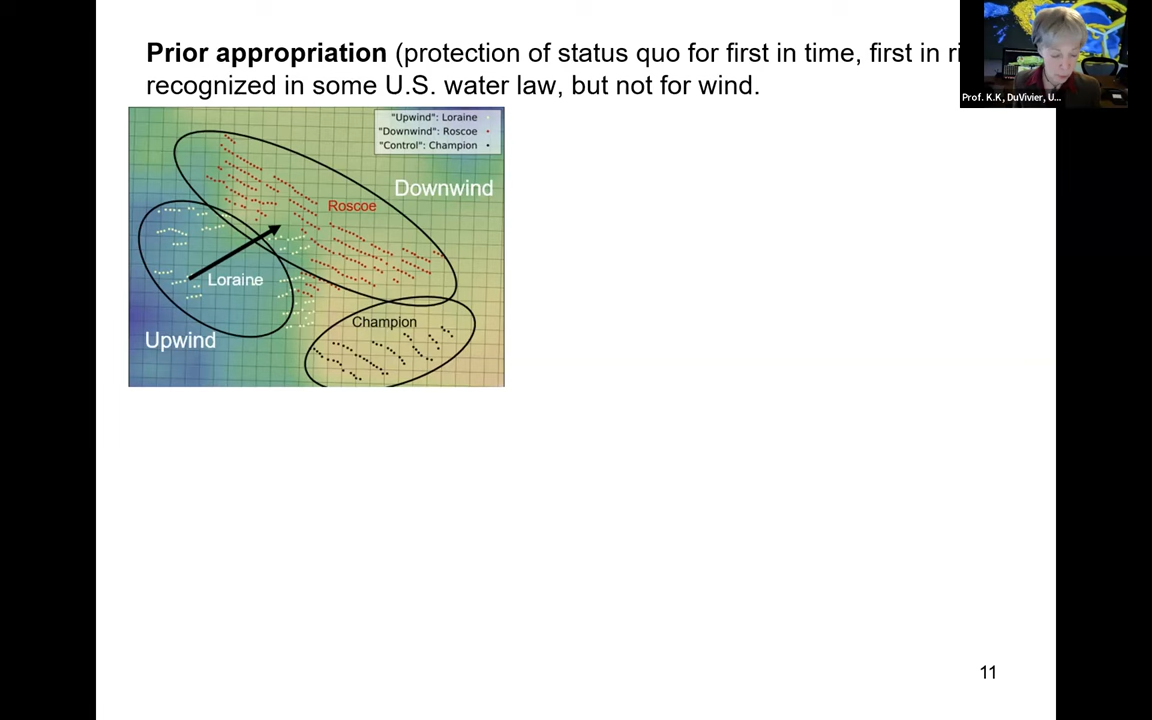 Prior appropriation (protection of status quo for first in time, first in ri
recognized in some U.S. water law, but not for wind.
Prof. K.K, DuVivier, U...
"Upwind": Loraine
"Downwind": Roscoe
"Control": Champion
Downwind
Roscoe
Loraine
Champion
Upwind
11